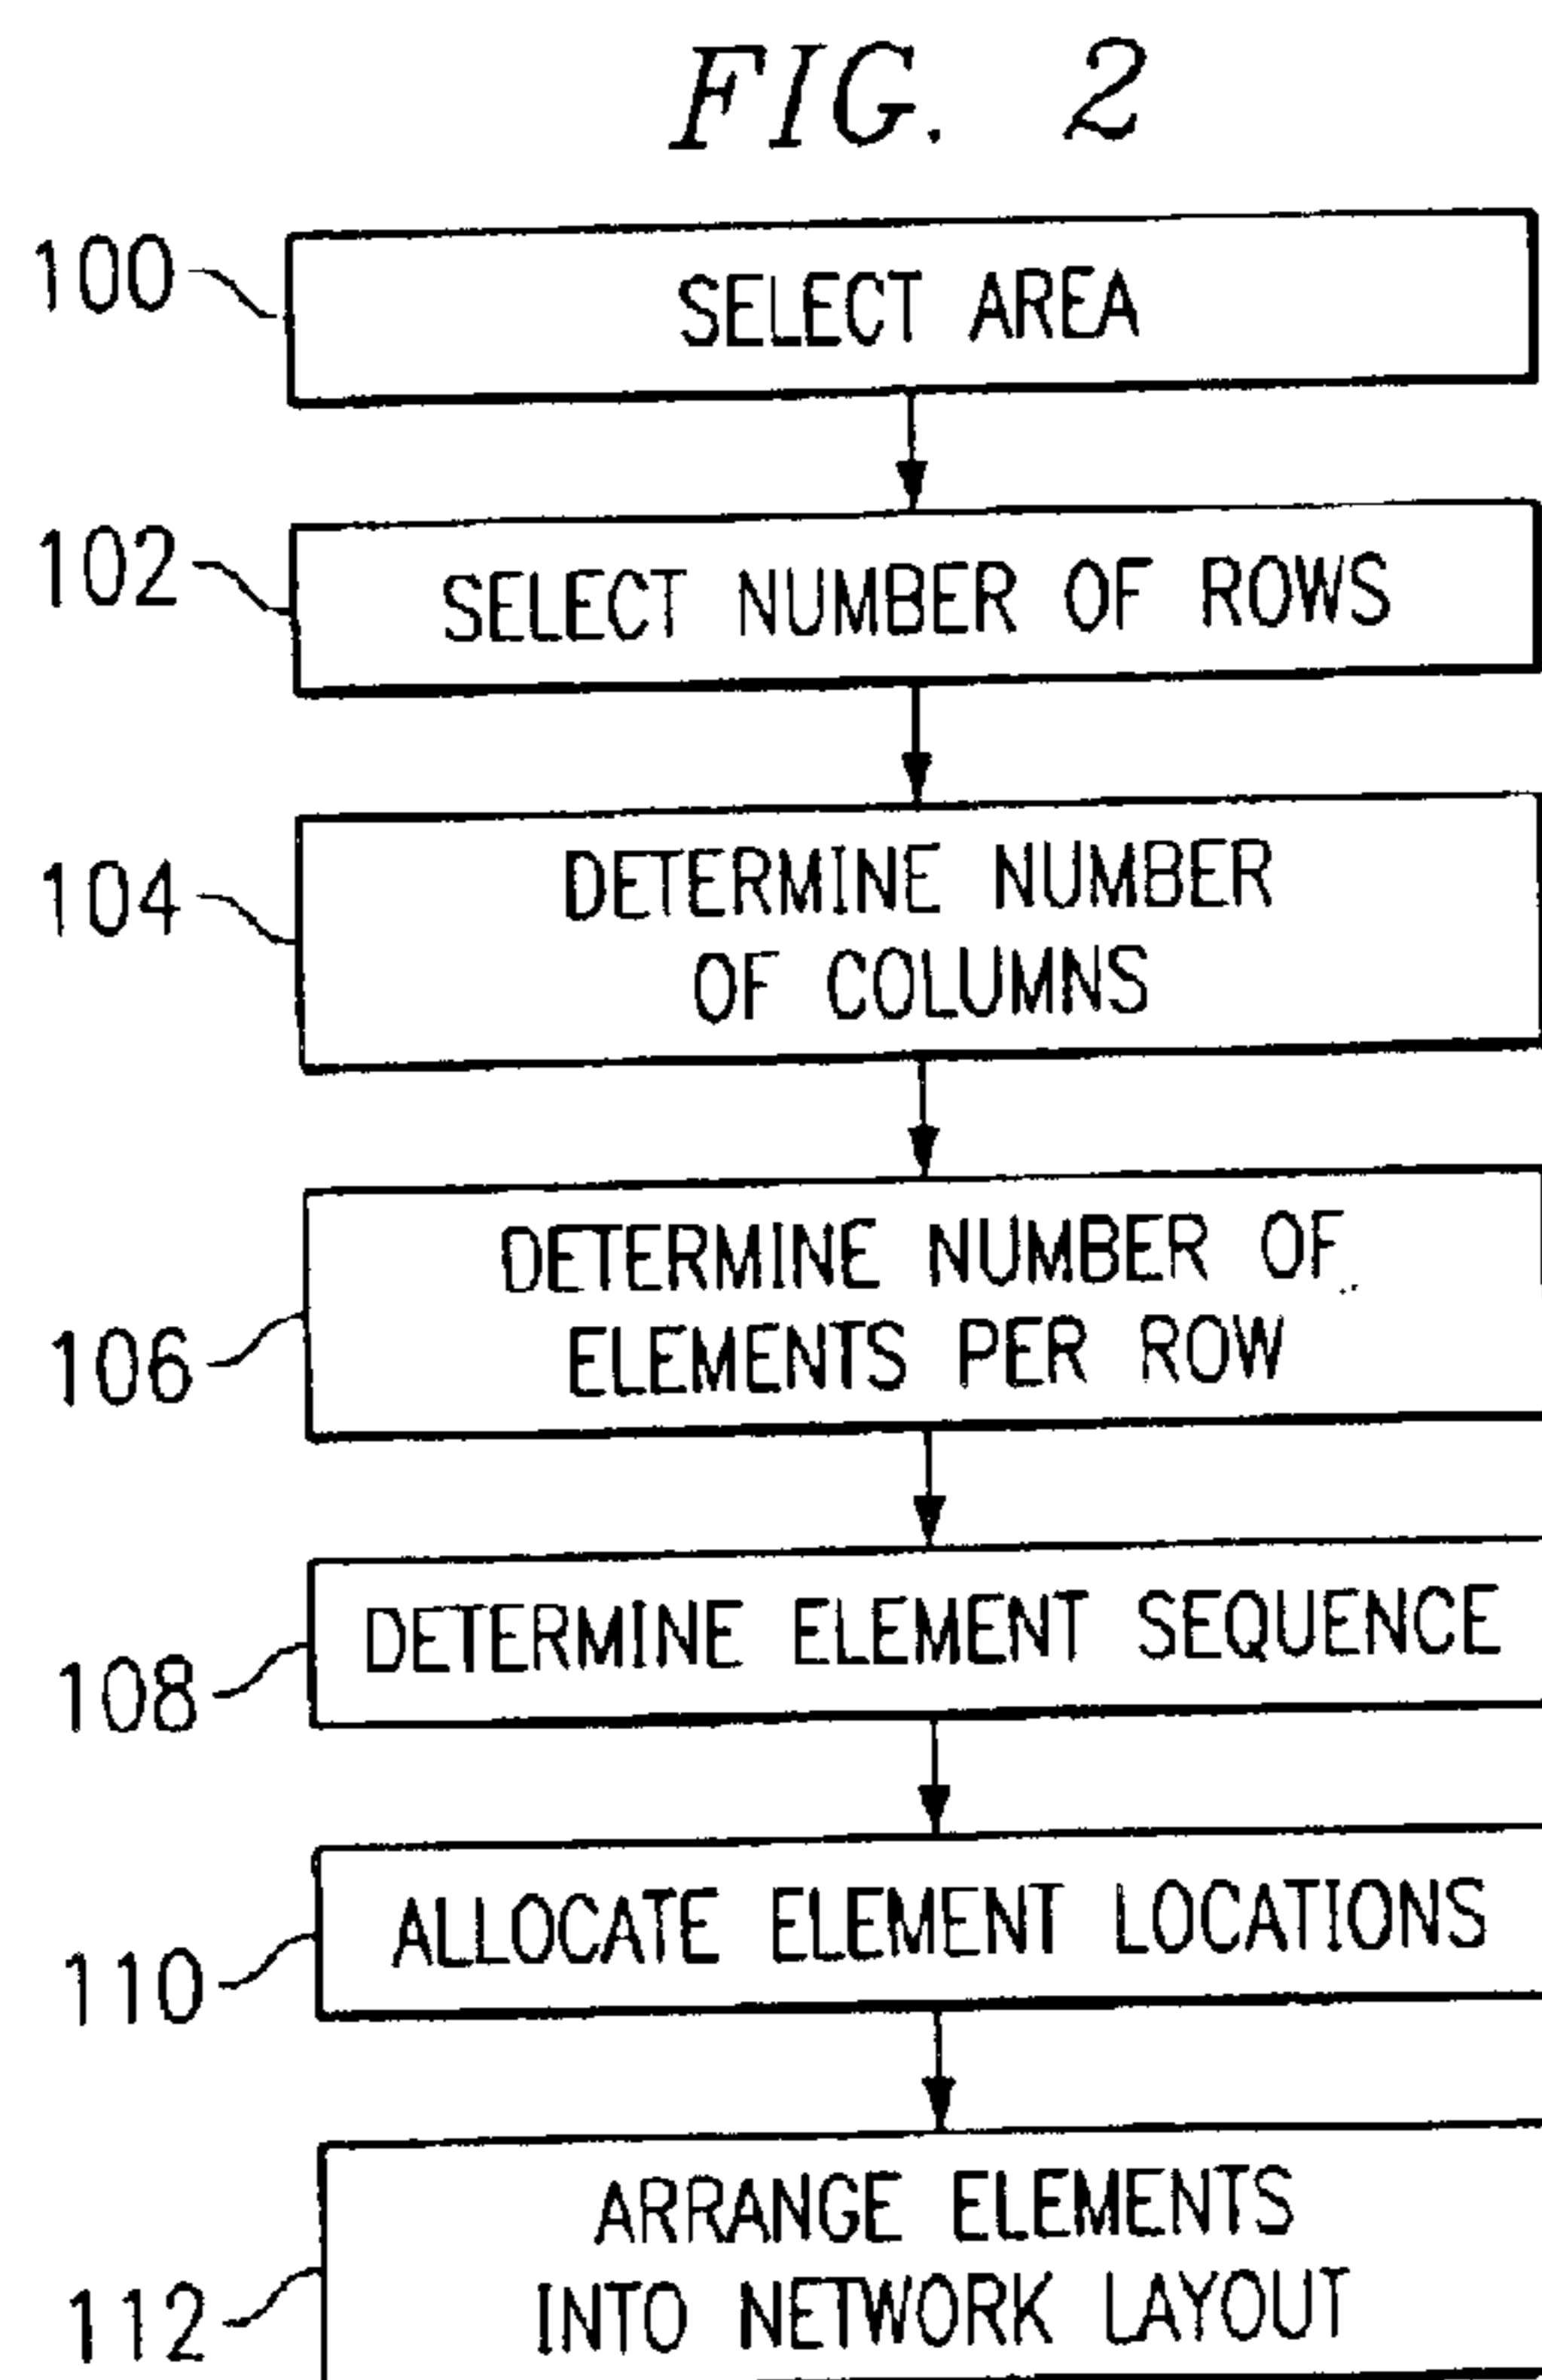 FIG. 2
100
SELECT AREA
102
SELECT NUMBER OF ROWS
104
DETERMINE NUMBER
OF COLUMNS
106
DETERMINE NUMBER OF
ELEMENTS PER ROW
108
DETERMINE ELEMENT SEQUENCE
110
ALLOCATE ELEMENT LOCATIONS
112
ARRANGE ELEMENTS
INTO NETWORK LAYOUT